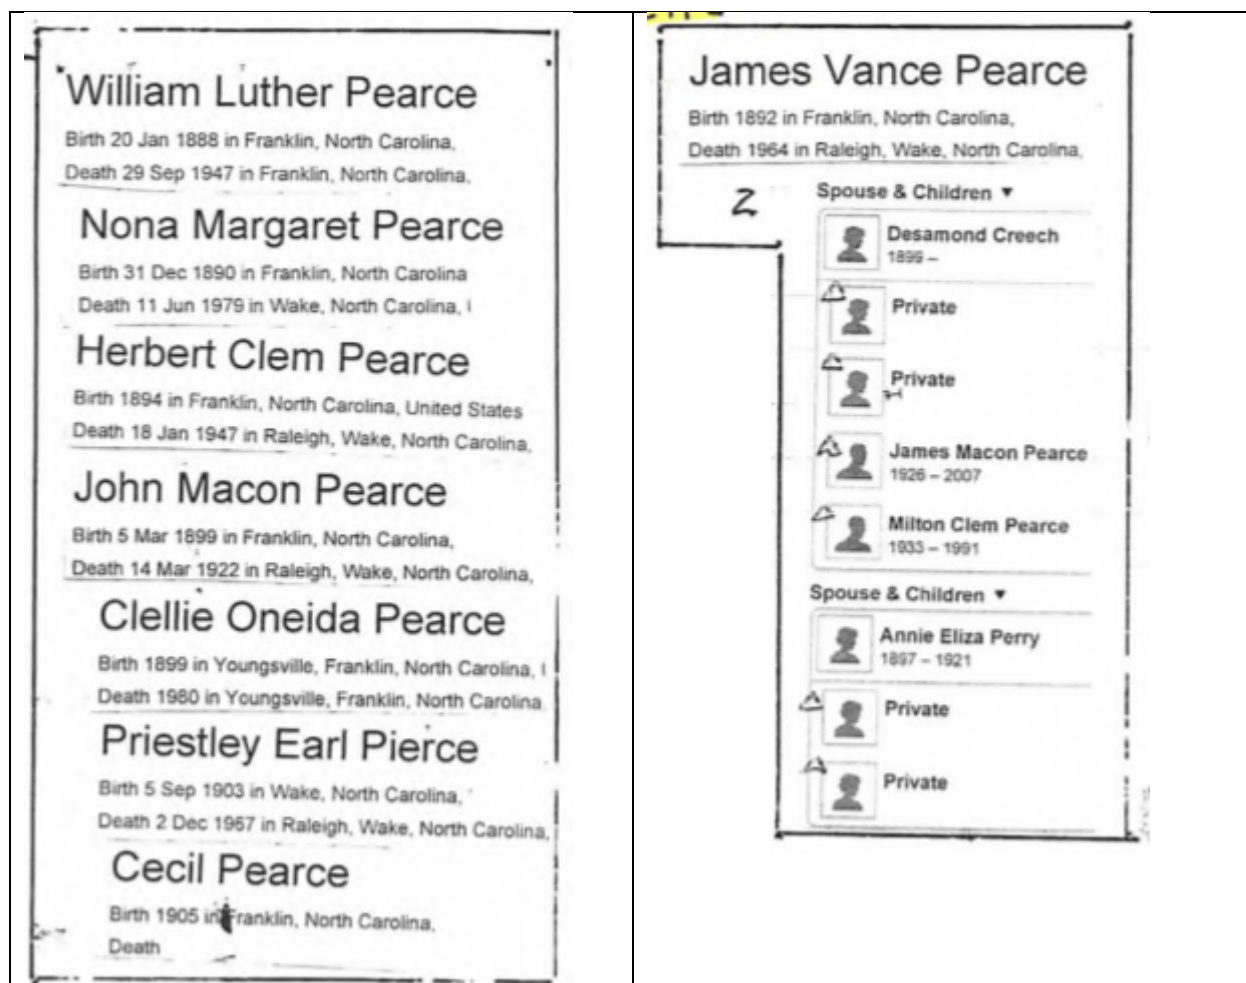 William Luther Pearce
Birth 20 Jan 1888 in Franklin, North Carolina,
Death 29 Sep 1947 in Franklin, North Carolina,
Nona Margaret Pearce
Birth 31 Dec 1890 in Franklin, North Carolina
Death 11 Jun 1979 in Wake, North Carolina,
Herbert Clem Pearce
Birth 1894 in Franklin, North Carolina, United States
Death 18 Jan 1947 in Raleigh, Wake, North Carolina,
John Macon Pearce
Birth 5 Mar 1899 in Franklin, North Carolina,
Death 14 Mar 1922 in Raleigh, Wake, North Carolina,
Clellie Oneida Pearce
Birth 1899 in Youngsville, Franklin, North Carolina,
Death 1980 in Youngsville, Franklin, North Carolina
Priestley Earl Pierce
Birth 5 Sep 1903 in Wake, North Carolina,
Death 2 Dec 1967 in Raleigh, Wake, North Carolina,
Cecil Pearce
Birth 1905 in Franklin, North Carolina,
Death
James Vance Pearce
Birth 1892 in Franklin, North Carolina,
Death 1964 in Raleigh, Wake, North Carolina,
2
Spouse & Children ▼
Desamond Creech
1899 –
Private
Private
James Macon Pearce
1926 – 2007
Milton Clem Pearce
1933 – 1991
Spouse & Children ▼
Annie Eliza Perry
1897 – 1921
Private
Private